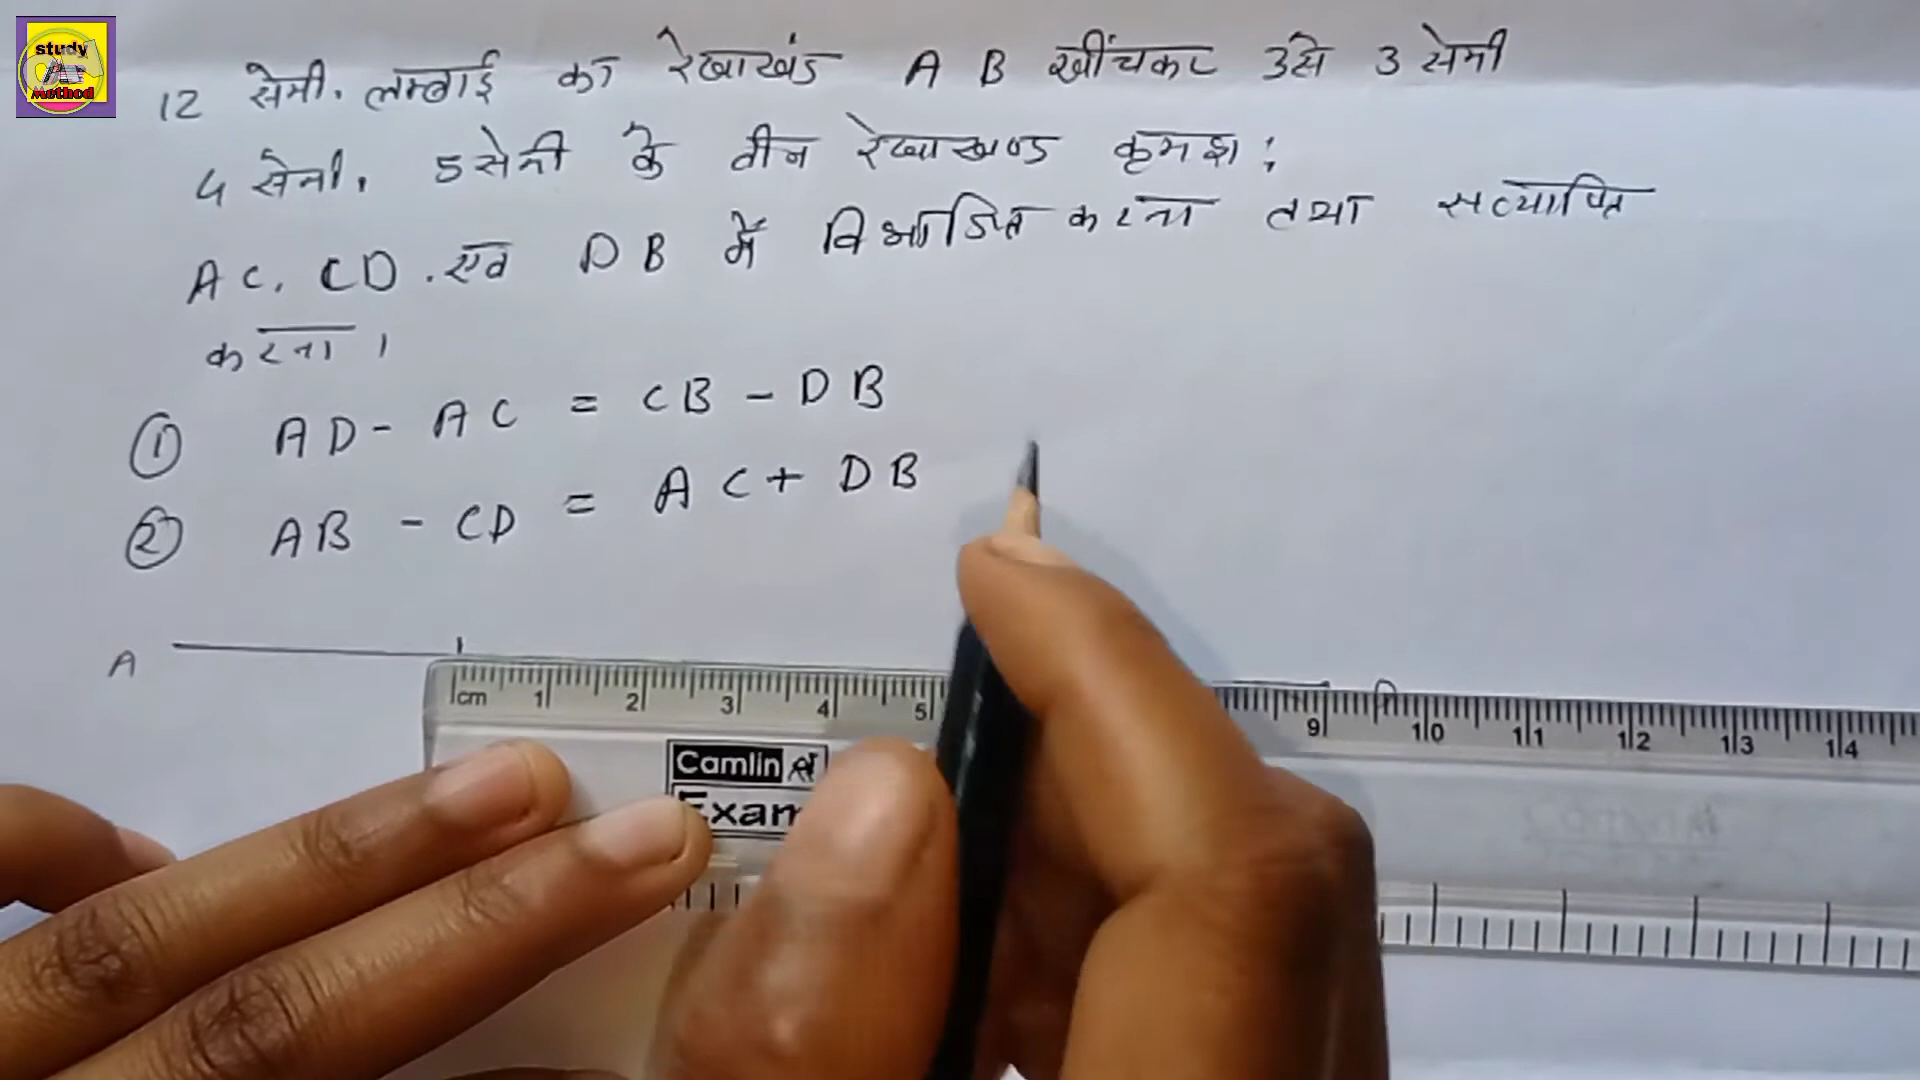 study
Art
Method
12 सेमी. लम्बाई का रेखाखंड A B खींचकर उसे 3 सेमी
4 सेमी, 5सेमी के तीन रेखाखण्ड क्रमश:
AC, CD. एवं DB में विभाजित करना तथा सत्यापित
करना।
① AD - AC = CB - DB
② AB - CD = AC + DB
A
cm 1 2 3 4 5 9 10 11 12 13 14
Camlin
Exam